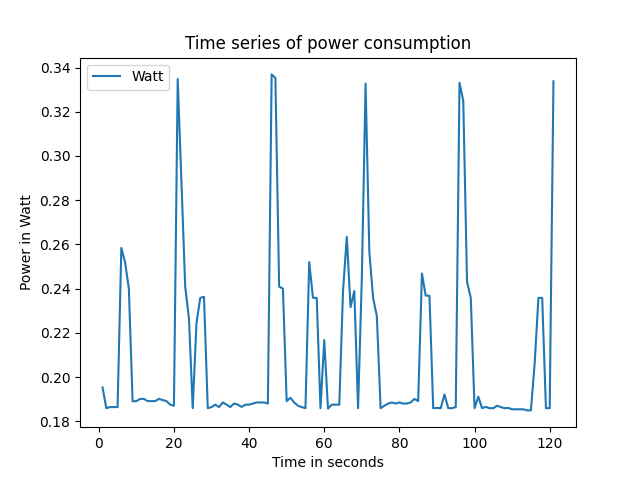 Time series of power consumption
Watt
0.34
0.32
0.30
0.28
0.26
0.24
0.22
0.20
0.18
Power in Watt
0 20 40 60 80 100 120
Time in seconds